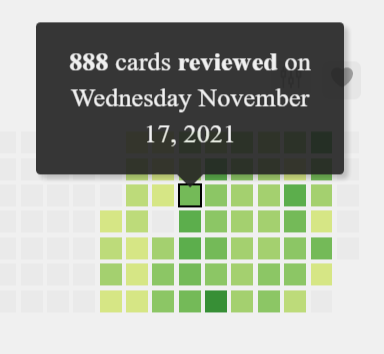 888 cards reviewed on
Wednesday November
17, 2021